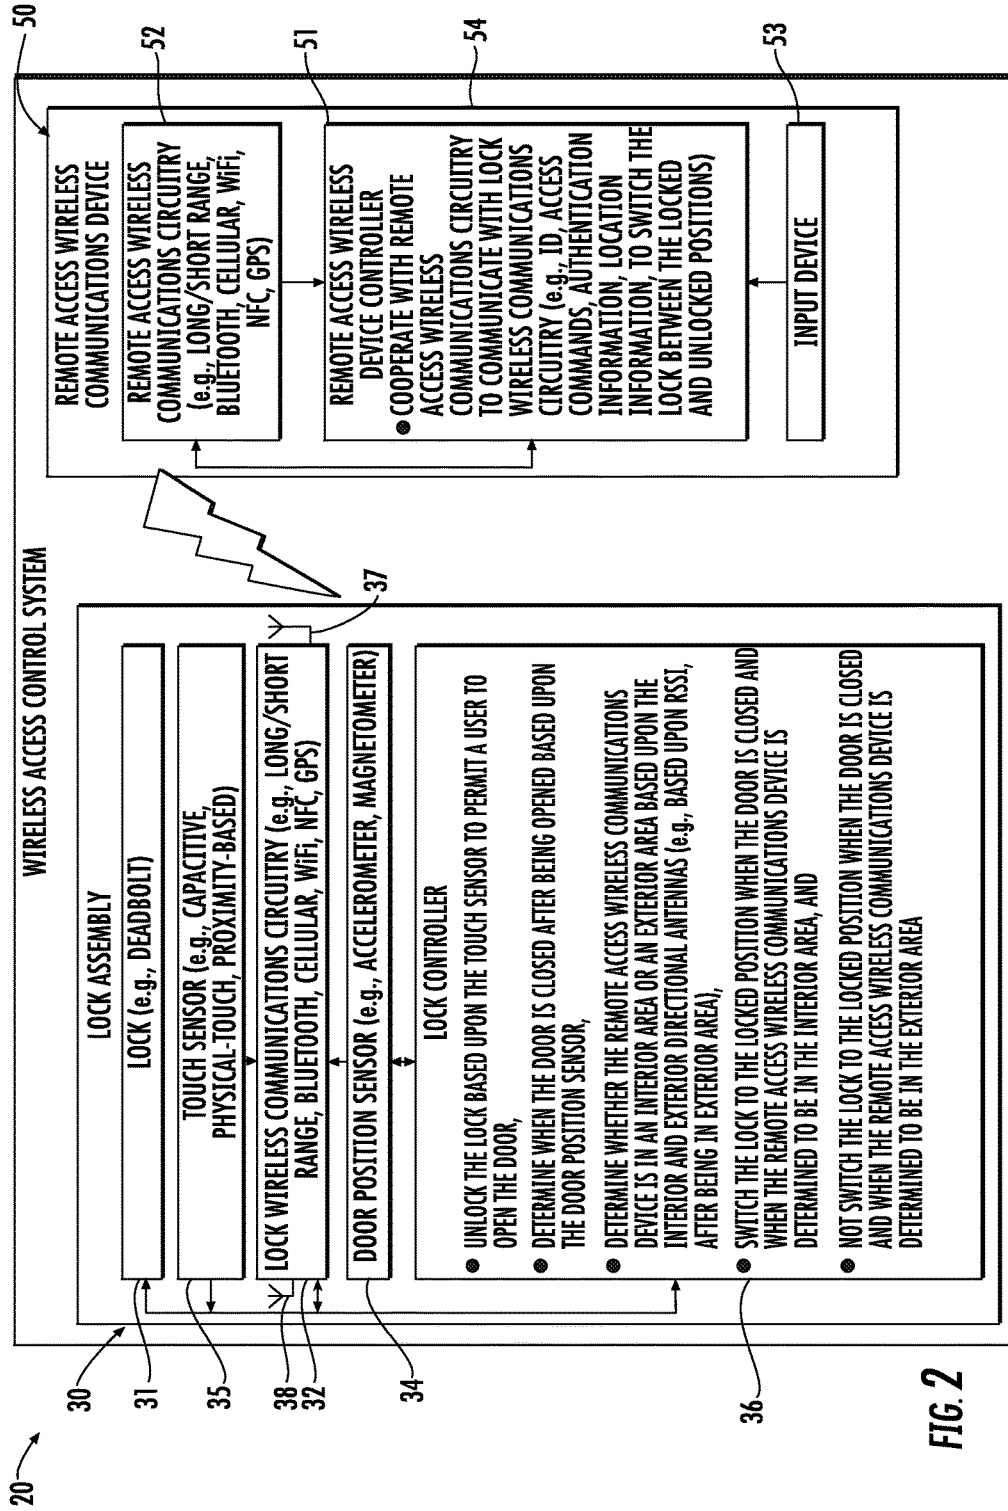 20
WIRELESS ACCESS CONTROL SYSTEM
30
LOCK ASSEMBLY
31
LOCK (e.g., DEADBOLT)
35
TOUCH SENSOR (e.g., CAPACITIVE,
PHYSICAL-TOUCH, PROXIMITY-BASED)
38
32
LOCK WIRELESS COMMUNICATIONS CIRCUITRY (e.g., LONG/SHORT
RANGE, BLUETOOTH, CELLULAR, WiFi, NFC, GPS)
37
34
DOOR POSITION SENSOR (e.g., ACCELEROMETER, MAGNETOMETER)
36
LOCK CONTROLLER
● UNLOCK THE LOCK BASED UPON THE TOUCH SENSOR TO PERMIT A USER TO
OPEN THE DOOR,
● DETERMINE WHEN THE DOOR IS CLOSED AFTER BEING OPENED BASED UPON
THE DOOR POSITION SENSOR,
● DETERMINE WHETHER THE REMOTE ACCESS WIRELESS COMMUNICATIONS
DEVICE IS IN AN INTERIOR AREA OR AN EXTERIOR AREA BASED UPON THE
INTERIOR AND EXTERIOR DIRECTIONAL ANTENNAS (e.g., BASED UPON RSSI,
AFTER BEING IN EXTERIOR AREA),
● SWITCH THE LOCK TO THE LOCKED POSITION WHEN THE DOOR IS CLOSED AND
WHEN THE REMOTE ACCESS WIRELESS COMMUNICATIONS DEVICE IS
DETERMINED TO BE IN THE INTERIOR AREA, AND
● NOT SWITCH THE LOCK TO THE LOCKED POSITION WHEN THE DOOR IS CLOSED
AND WHEN THE REMOTE ACCESS WIRELESS COMMUNICATIONS DEVICE IS
DETERMINED TO BE IN THE EXTERIOR AREA
50
REMOTE ACCESS WIRELESS
COMMUNICATIONS DEVICE
52
REMOTE ACCESS WIRELESS
COMMUNICATIONS CIRCUITRY
(e.g., LONG/SHORT RANGE,
BLUETOOTH, CELLULAR, WiFi,
NFC, GPS)
51
REMOTE ACCESS WIRELESS
DEVICE CONTROLLER
● COOPERATE WITH REMOTE
ACCESS WIRELESS
COMMUNICATIONS CIRCUITRY
TO COMMUNICATE WITH LOCK
WIRELESS COMMUNICATIONS
CIRCUITRY (e.g., ID, ACCESS
COMMANDS, AUTHENTICATION
INFORMATION, LOCATION
INFORMATION, TO SWITCH THE
LOCK BETWEEN THE LOCKED
AND UNLOCKED POSITIONS)
54
53
INPUT DEVICE
FIG. 2